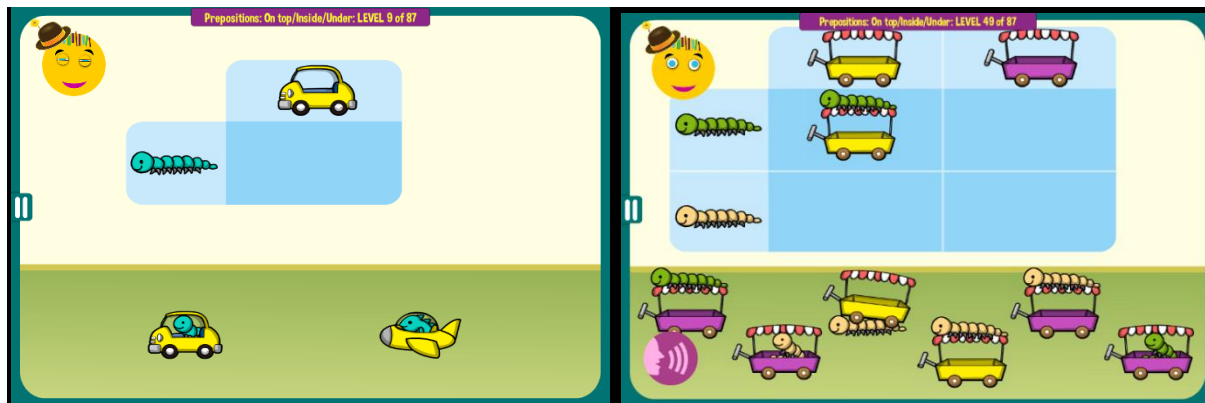 Prepositions: On top/Inside/Under: LEVEL 9 of 87
Prepositions: On top/Inside/Under: LEVEL 49 of 87